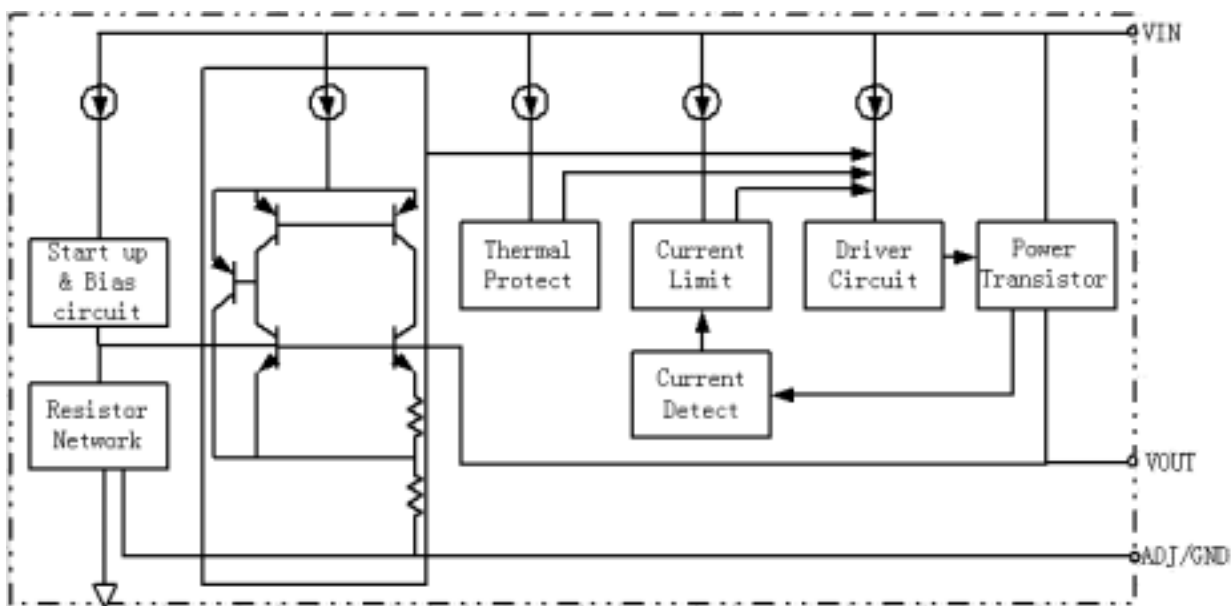 VIN
Start up
& Bias
circuit
Thermal
Protect
Current
Limit
Driver
Circuit
Power
Transistor
Resistor
Network
Current
Detect
VOUT
ADJ/GND